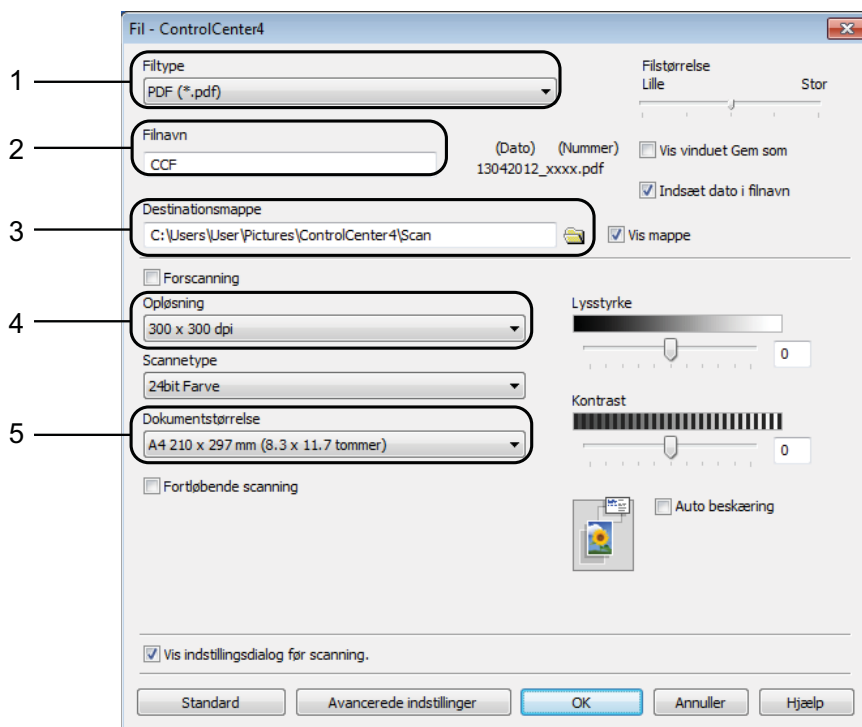 Fil - ControlCenter4
1
Filtype
PDF (*.pdf)
Filstørrelse
Lille Stor
2
Filnavn
CCF
(Dato) (Nummer)
13042012_xxxx.pdf
Vis vinduet Gem som
Indsæt dato i filnavn
3
Destinationsmappe
C:\Users\User\Pictures\ControlCenter4\Scan
Vis mappe
Forscanning
4
Opløsning
300 x 300 dpi
Scannetype
24bit Farve
5
Dokumentstørrelse
A4 210 x 297 mm (8.3 x 11.7 tommer)
Fortløbende scanning
Lysstyrke
0
Kontrast
0
Auto beskæring
Vis indstillingsdialog før scanning.
Standard Avancerede indstillinger OK Annuller Hjælp